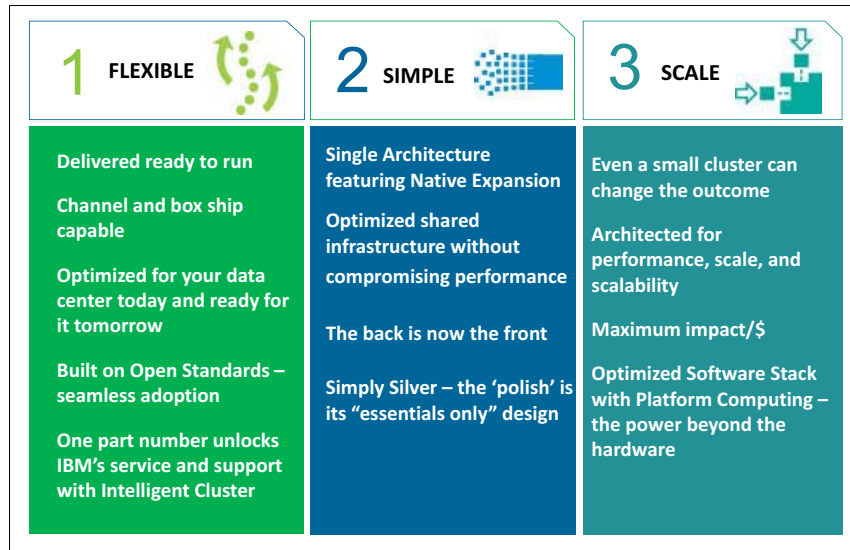 1 FLEXIBLE
Delivered ready to run
Channel and box ship
capable
Optimized for your data
center today and ready for
it tomorrow
Built on Open Standards –
seamless adoption
One part number unlocks
IBM’s service and support
with Intelligent Cluster
2 SIMPLE
Single Architecture
featuring Native Expansion
Optimized shared
infrastructure without
compromising performance
The back is now the front
Simply Silver – the ‘polish’ is
its “essentials only” design
3 SCALE
Even a small cluster can
change the outcome
Architected for
performance, scale, and
scalability
Maximum impact/$
Optimized Software Stack
with Platform Computing –
the power beyond the
hardware